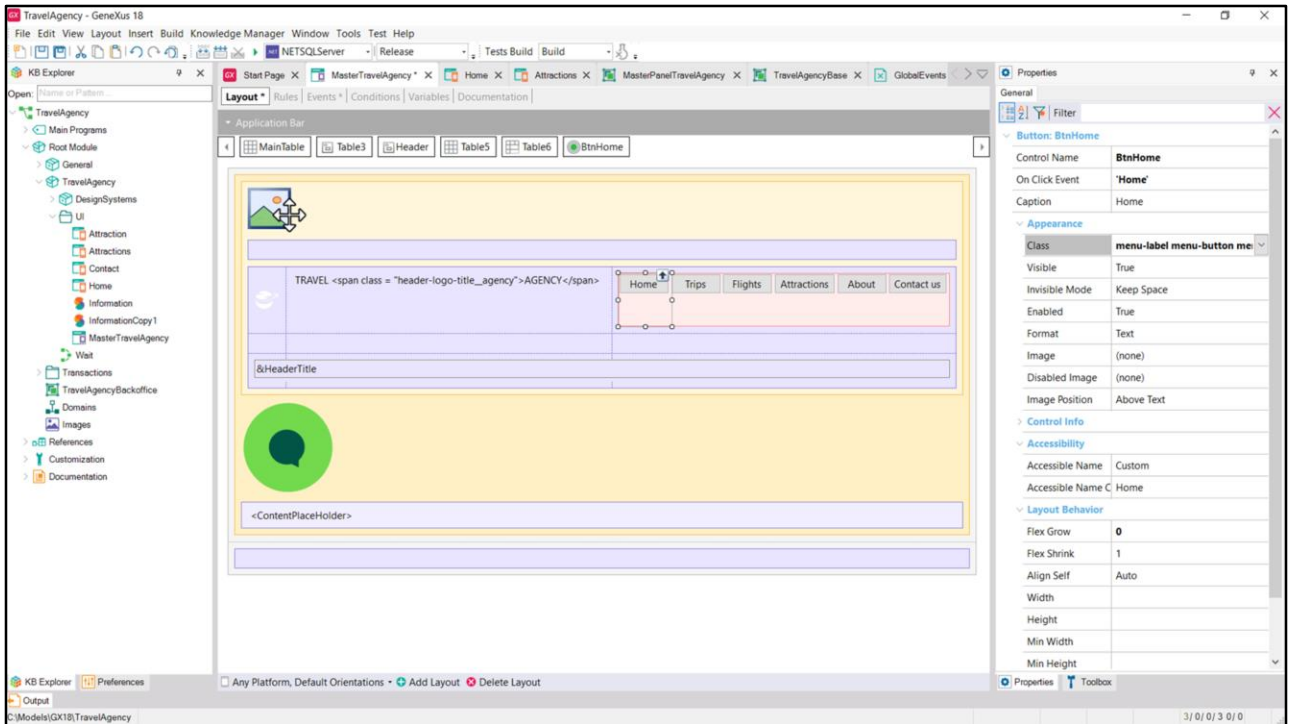 GX TravelAgency - GeneXus 18
File Edit View Layout Insert Build Knowledge Manager Window Tools Test Help
NETSQLServer Release Tests Build Build
KB Explorer
Open: Name or Pattern...
TravelAgency
Main Programs
Root Module
General
TravelAgency
DesignSystems
UI
Attraction
Attractions
Contact
Home
Information
InformationCopy1
MasterTravelAgency
Wait
Transactions
TravelAgencyBackoffice
Domains
Images
References
Customization
Documentation
KB Explorer Preferences
GX Start Page X MasterTravelAgency * X Home X Attractions X MasterPanelTravelAgency X TravelAgencyBase X GlobalEvents
Layout * Rules Events * Conditions Variables Documentation
Application Bar
MainTable Table3 Header Table5 Table6 BtnHome
TRAVEL <span class = "header-logo-title_agency">AGENCY</span>
Home Trips Flights Attractions About Contact us
&HeaderTitle
<ContentPlaceHolder>
Any Platform, Default Orientations Add Layout Delete Layout
Properties
General
Filter
Button: BtnHome
Control Name BtnHome
On Click Event 'Home'
Caption Home
Appearance
Class menu-label menu-button me
Visible True
Invisible Mode Keep Space
Enabled True
Format Text
Image (none)
Disabled Image (none)
Image Position Above Text
Control Info
Accessibility
Accessible Name Custom
Accessible Name C Home
Layout Behavior
Flex Grow 0
Flex Shrink 1
Align Self Auto
Width
Height
Min Width
Min Height
Properties Toolbox
Output
C:\Models\GX18\TravelAgency
3/ 0/ 0/ 3 0/ 0